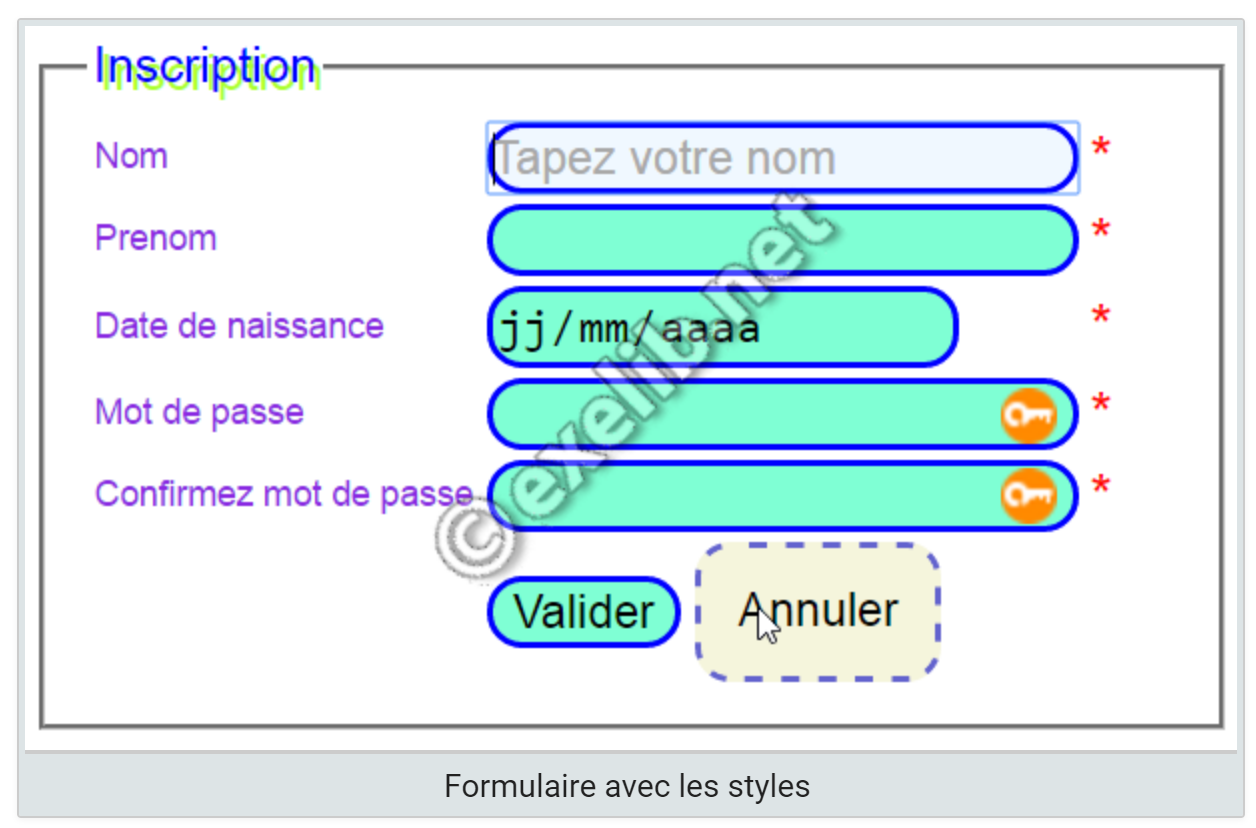 Inscription
Nom
Tapez votre nom
*
Prenom
*
Date de naissance
jj/mm/aaaa
*
Mot de passe
*
Confirmez mot de passe
*
Valider
Annuler
© exelib.net
Formulaire avec les styles